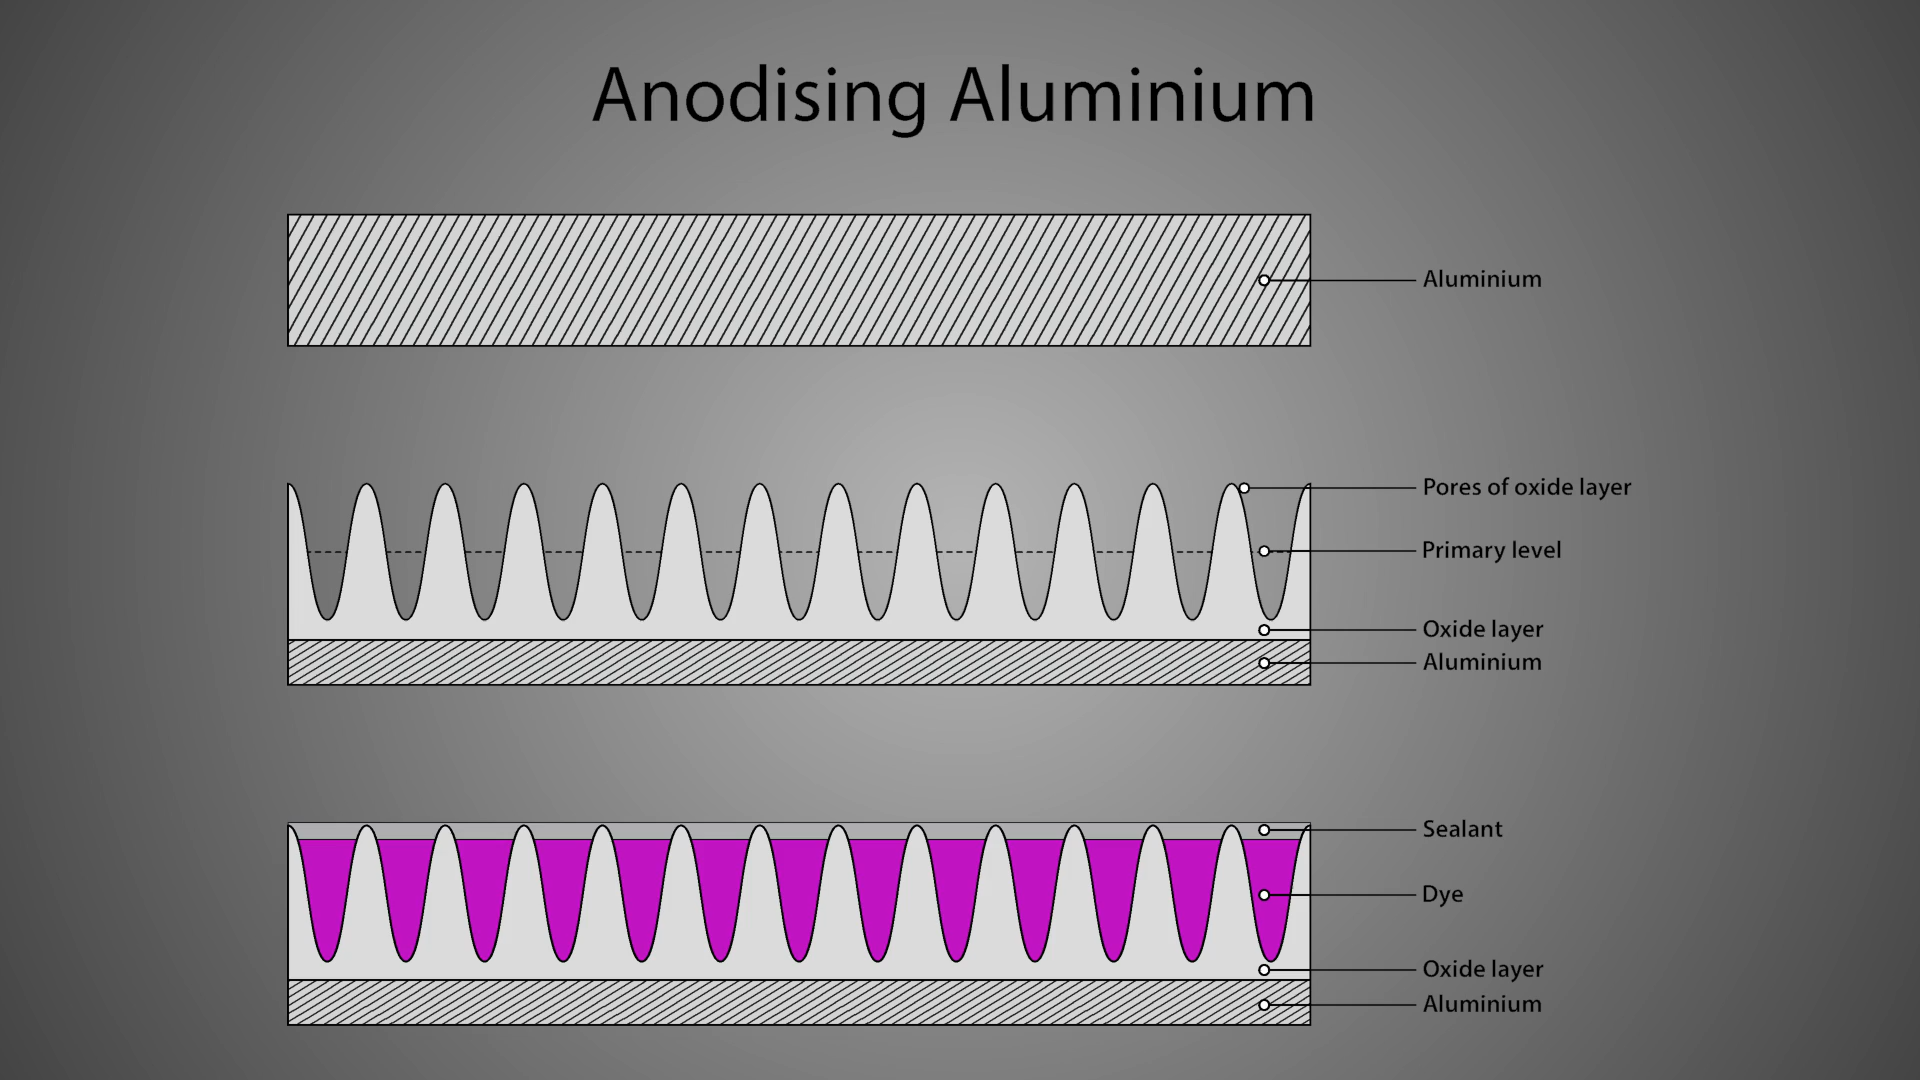 Anodising Aluminium
Aluminium
Pores of oxide layer
Primary level
Oxide layer
Aluminium
Sealant
Dye
Oxide layer
Aluminium